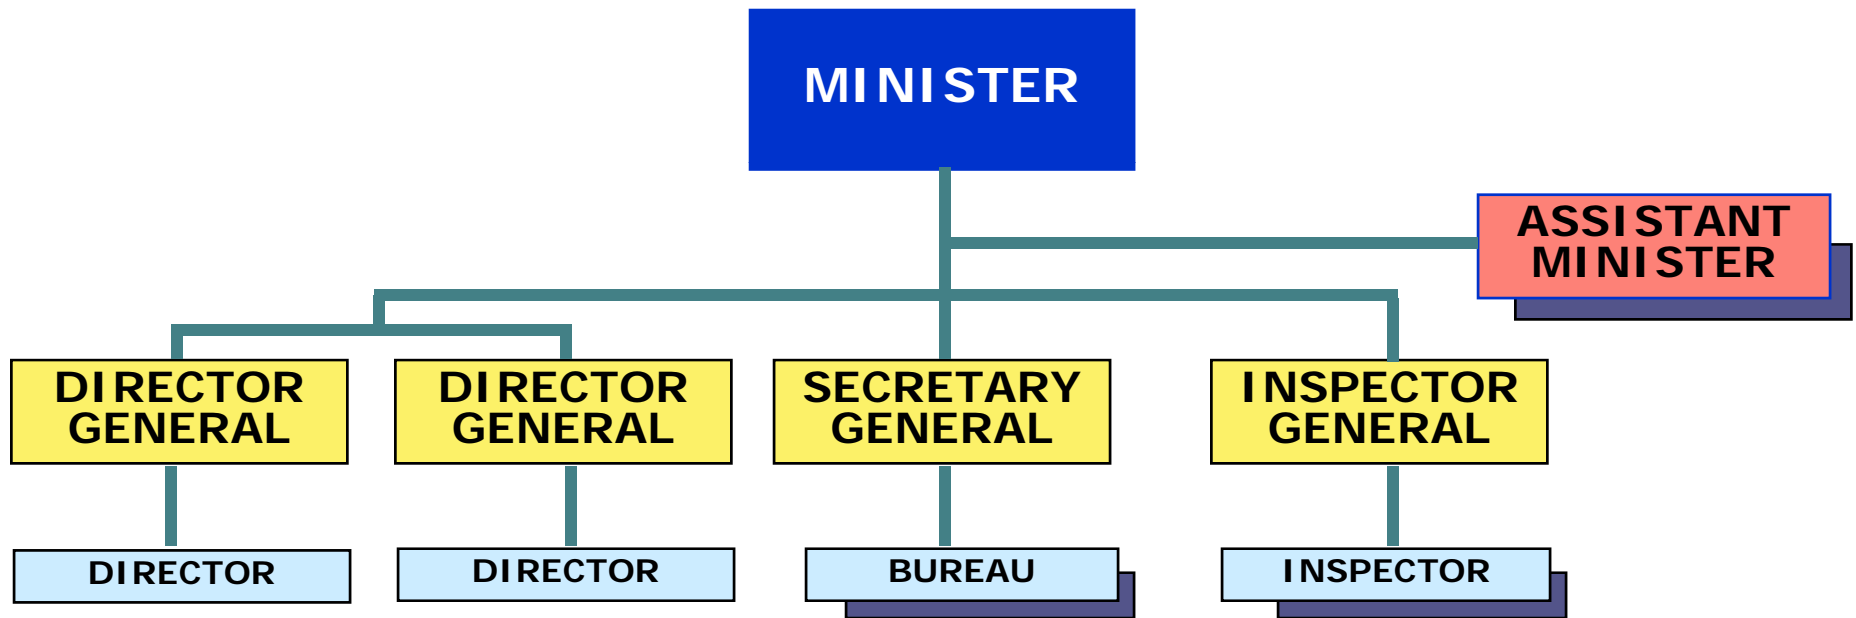 MINISTER
ASSISTANT
MINISTER
DIRECTOR
GENERAL
DIRECTOR
GENERAL
SECRETARY
GENERAL
INSPECTOR
GENERAL
DIRECTOR
DIRECTOR
BUREAU
INSPECTOR